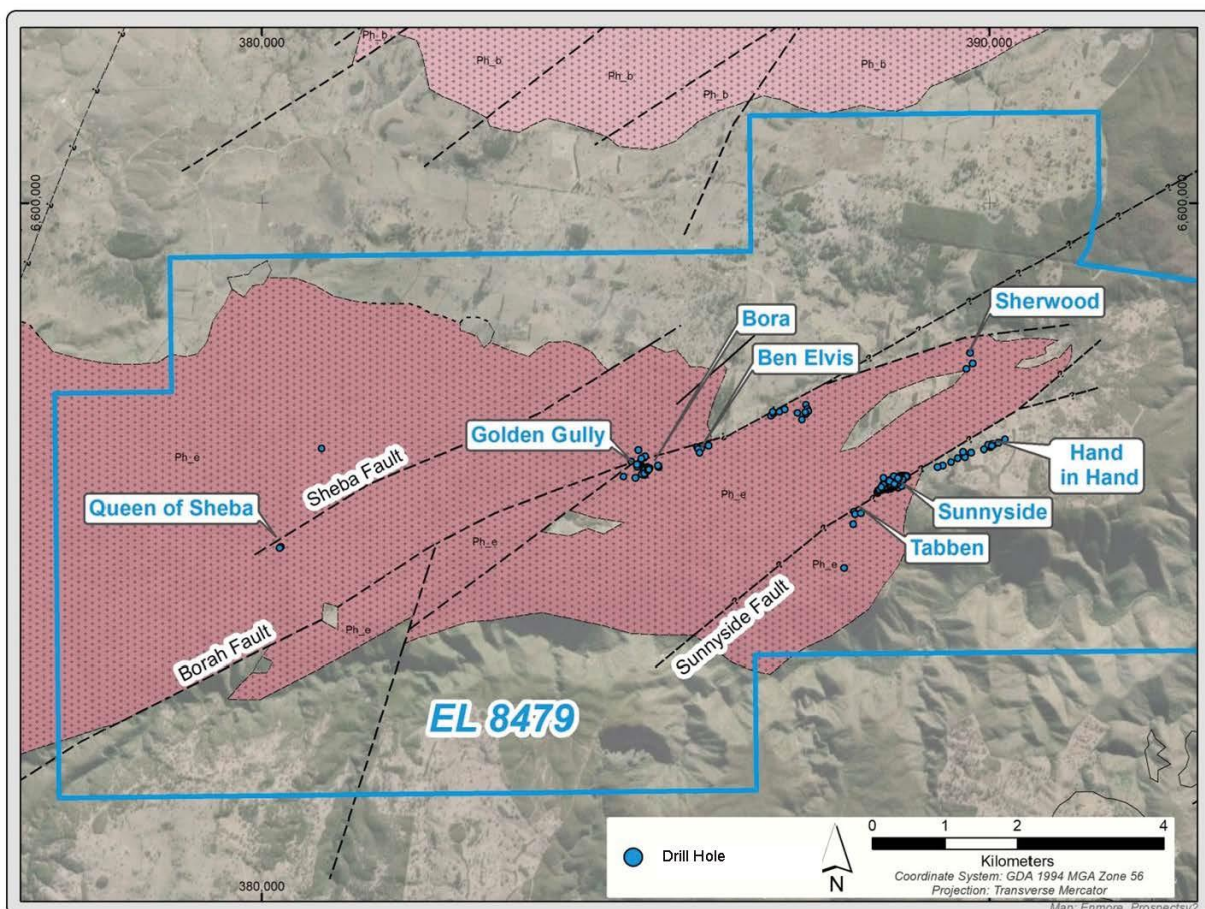 380,000
390,000
Ph_b
Ph_b
Ph_b
Ph_b
Ph_b
6,600,000
6,600,000
Sherwood
Bora
Ben Elvis
Golden Gully
Ph_e
Sheba Fault
Hand
in Hand
Queen of Sheba
Ph_e
Sunnyside
Tabben
Ph_e
Ph_e
Ph_e
Borah Fault
Sunnyside Fault
EL 8479
Drill Hole
N
0 1 2 4
Kilometers
Coordinate System: GDA 1994 MGA Zone 56
Projection: Transverse Mercator
Map: Enmore_Prospectsv2
380,000